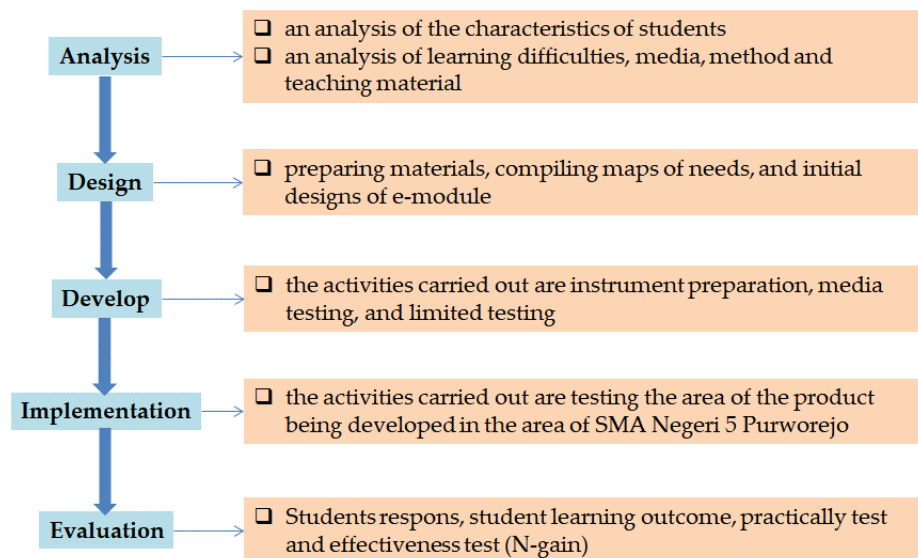 Analysis
❑ an analysis of the characteristics of students
❑ an analysis of learning difficulties, media, method and
teaching material
Design
❑ preparing materials, compiling maps of needs, and initial
designs of e-module
Develop
❑ the activities carried out are instrument preparation, media
testing, and limited testing
Implementation
❑ the activities carried out are testing the area of the product
being developed in the area of SMA Negeri 5 Purworejo
Evaluation
❑ Students respons, student learning outcome, practically test
and effectiveness test (N-gain)